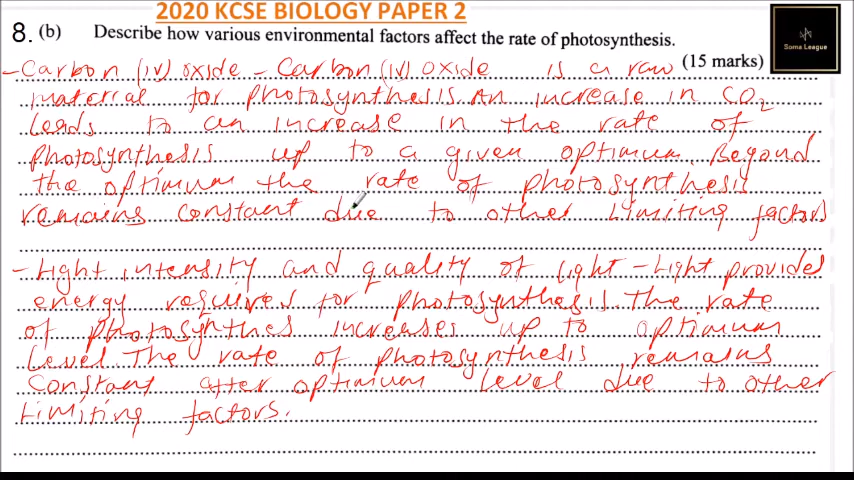 2020 KCSE BIOLOGY PAPER 2
8. (b) Describe how various environmental factors affect the rate of photosynthesis.
(15 marks)
Soma League
- Carbon (iv) oxide - Carbon (iv) oxide is a raw
material for photosynthesis. An increase in CO2
leads to an increase in the rate of
photosynthesis up to a given optimum. Beyond
the optimum the rate of photosynthesis
remains constant due to other limiting factors
- Light intensity and quality of light - Light provides
energy required for photosynthesis. The rate
of photosynthes increases up to optimum
level. The rate of photosynthesis remains
constant after optimum level due to other
limiting factors.